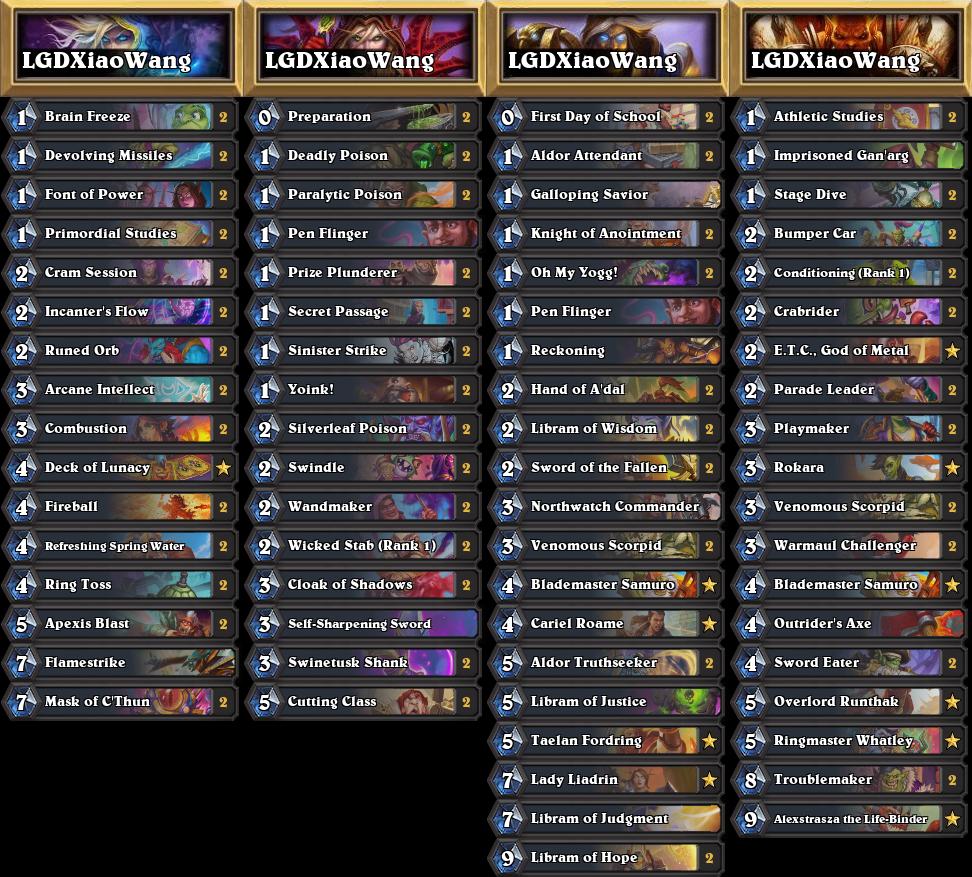 LGDXiaoWang
1 Brain Freeze 2
1 Devolving Missiles 2
1 Font of Power 2
1 Primordial Studies 2
2 Cram Session 2
2 Incanter's Flow 2
2 Runed Orb 2
3 Arcane Intellect 2
3 Combustion 2
4 Deck of Lunacy
4 Fireball 2
4 Refreshing Spring Water 2
4 Ring Toss 2
5 Apexis Blast 2
7 Flamestrike
7 Mask of C'Thun 2
LGDXiaoWang
0 Preparation 2
1 Deadly Poison 2
1 Paralytic Poison 2
1 Pen Flinger
1 Prize Plunderer 2
1 Secret Passage 2
1 Sinister Strike 2
1 Yoink! 2
2 Silverleaf Poison 2
2 Swindle 2
2 Wandmaker 2
2 Wicked Stab (Rank 1) 2
3 Cloak of Shadows 2
3 Self-Sharpening Sword
3 Swinetusk Shank 2
5 Cutting Class 2
LGDXiaoWang
0 First Day of School 2
1 Aldor Attendant 2
1 Galloping Savior
1 Knight of Anointment 2
1 Oh My Yogg! 2
1 Pen Flinger
1 Reckoning
2 Hand of A'dal 2
2 Libram of Wisdom 2
2 Sword of the Fallen 2
3 Northwatch Commander
3 Venomous Scorpid 2
4 Blademaster Samuro
4 Cariel Roame
5 Aldor Truthseeker 2
5 Libram of Justice
5 Taelan Fordring
7 Lady Liadrin
7 Libram of Judgment
9 Libram of Hope 2
LGDXiaoWang
1 Athletic Studies 2
1 Imprisoned Gan'arg
1 Stage Dive 2
2 Bumper Car 2
2 Conditioning (Rank 1) 2
2 Crabrider 2
2 E.T.C., God of Metal
2 Parade Leader 2
3 Playmaker 2
3 Rokara
3 Venomous Scorpid 2
3 Warmaul Challenger 2
4 Blademaster Samuro
4 Outrider's Axe
4 Sword Eater 2
5 Overlord Runthak
5 Ringmaster Whatley
8 Troublemaker 2
9 Alexstrasza the Life-Binder